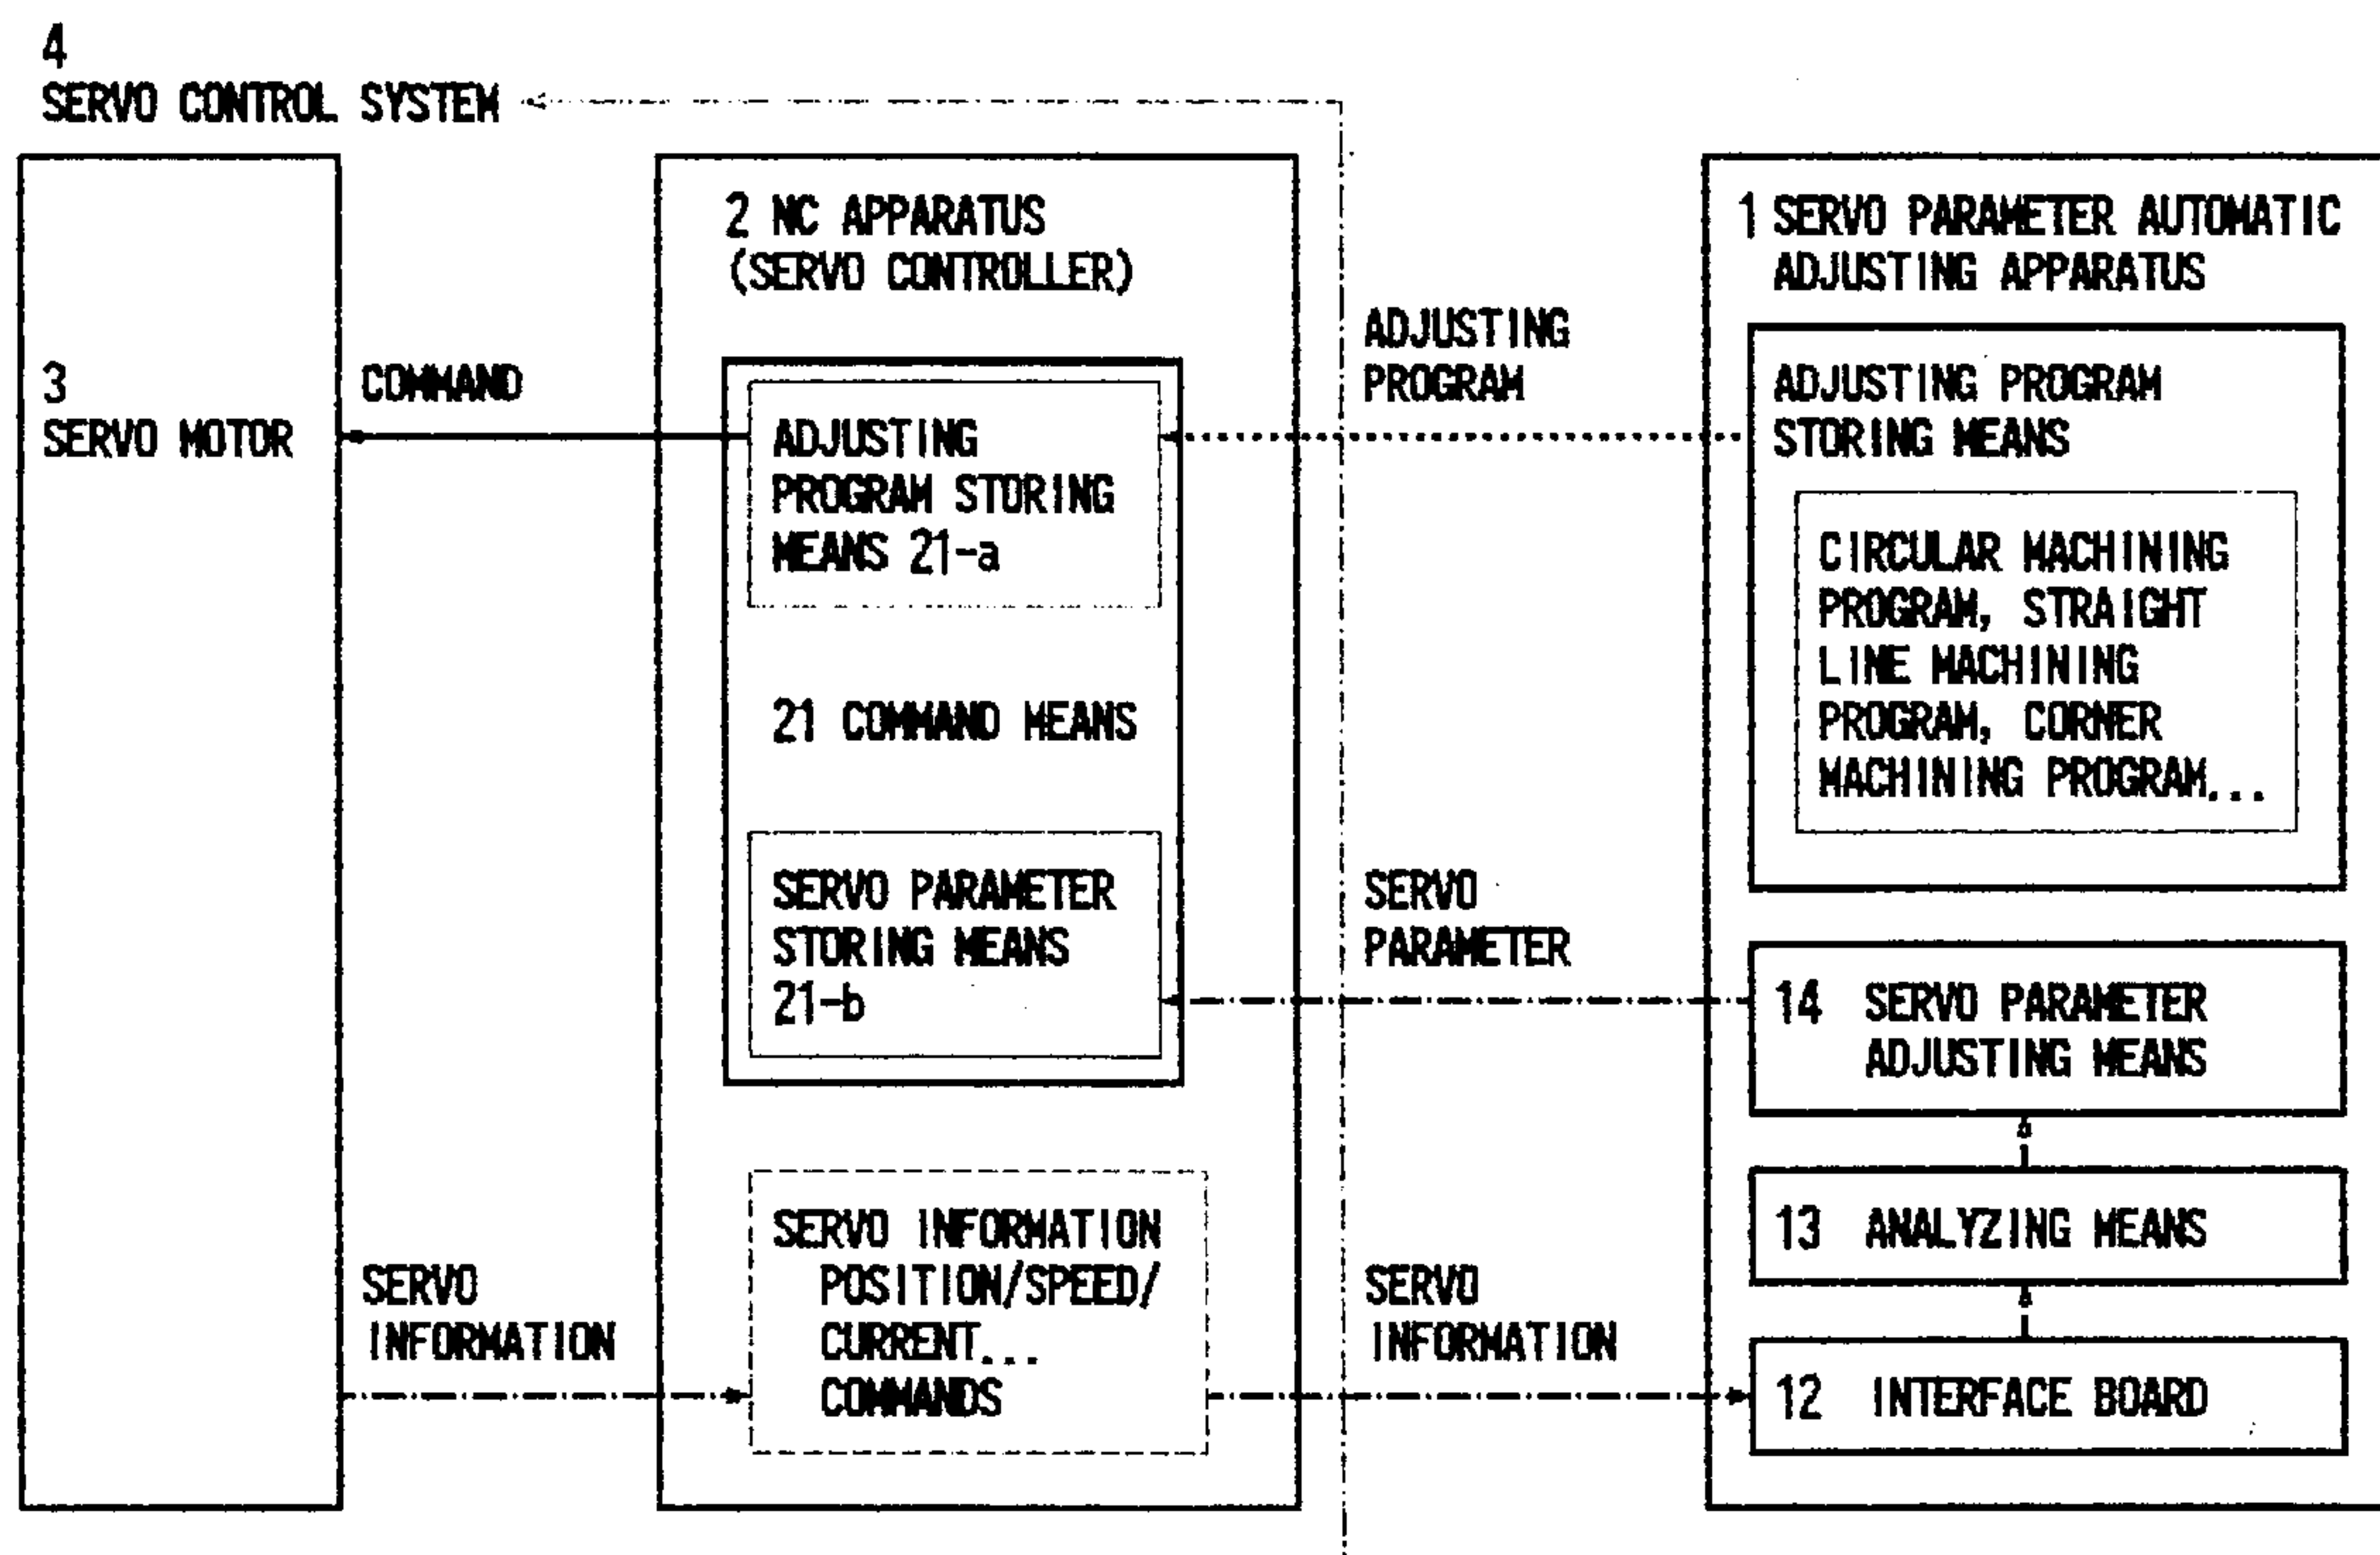 4
SERVO CONTROL SYSTEM
3
SERVO MOTOR
COMMAND
SERVO
INFORMATION
2 NC APPARATUS
(SERVO CONTROLLER)
ADJUSTING
PROGRAM STORING
MEANS 21-a
21 COMMAND MEANS
SERVO PARAMETER
STORING MEANS
21-b
SERVO INFORMATION
POSITION/SPEED/
CURRENT...
COMMANDS
ADJUSTING
PROGRAM
SERVO
PARAMETER
SERVO
INFORMATION
1 SERVO PARAMETER AUTOMATIC
ADJUSTING APPARATUS
ADJUSTING PROGRAM
STORING MEANS
CIRCULAR MACHINING
PROGRAM, STRAIGHT
LINE MACHINING
PROGRAM, CORNER
MACHINING PROGRAM...
14 SERVO PARAMETER
ADJUSTING MEANS
13 ANALYZING MEANS
12 INTERFACE BOARD